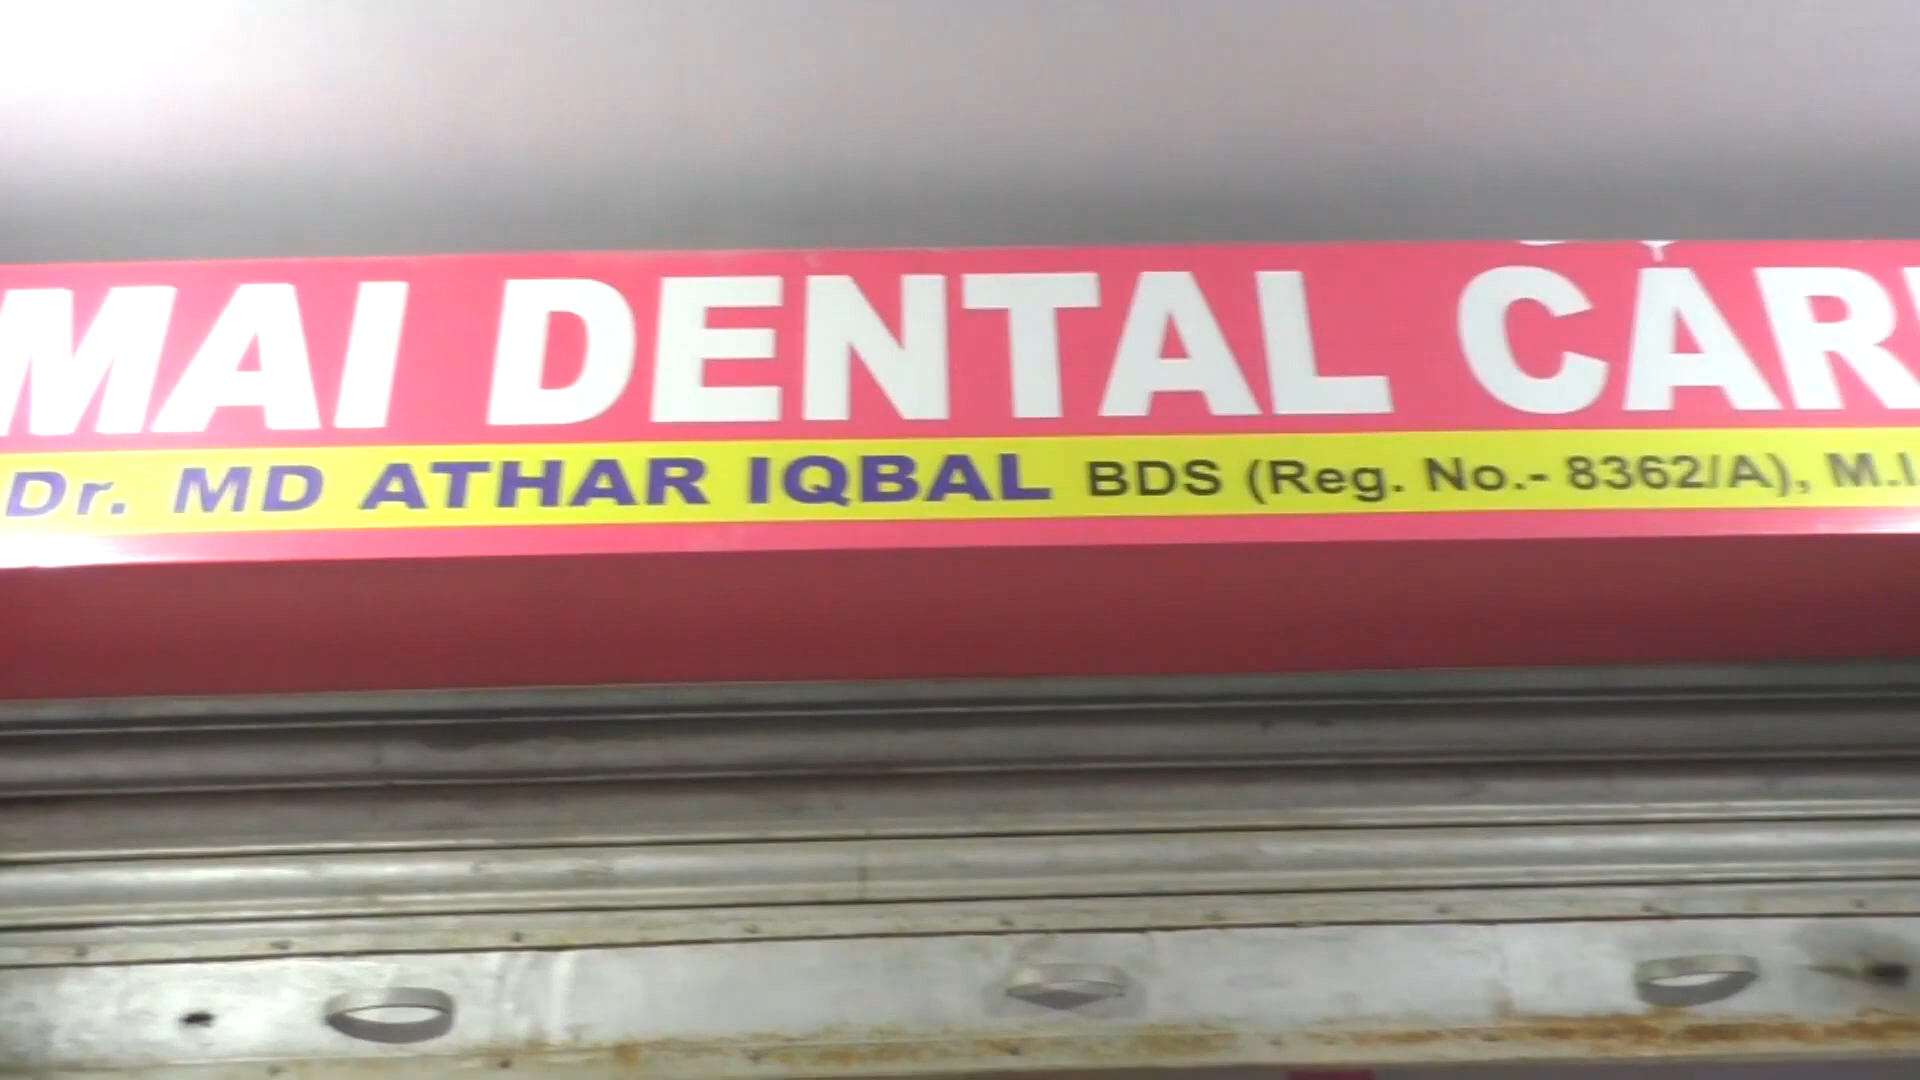 MAI DENTAL CAR
Dr. MD ATHAR IQBAL BDS (Reg. No.- 8362/A), M.I.